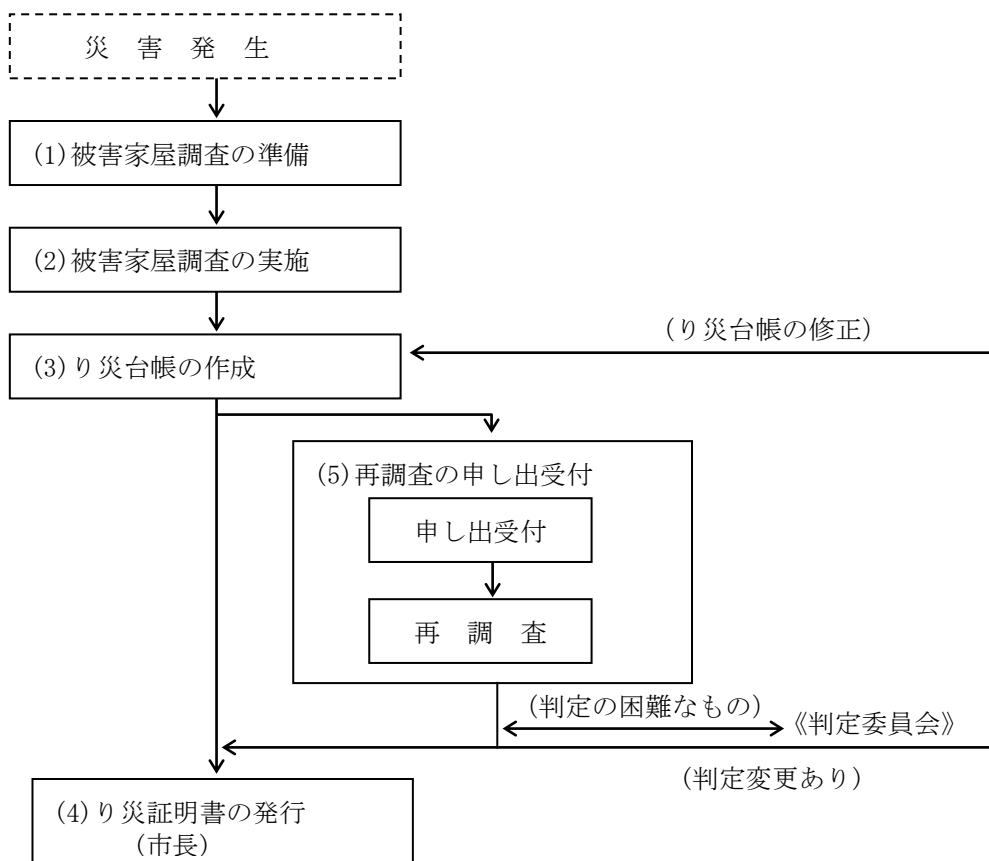 災 害 発 生
(1)被害家屋調査の準備
(2)被害家屋調査の実施
(り災台帳の修正)
(3)り災台帳の作成
(5)再調査の申し出受付
申し出受付
再 調 査
(判定の困難なもの)
《判定委員会》
(判定変更あり)
(4)り災証明書の発行
(市長)